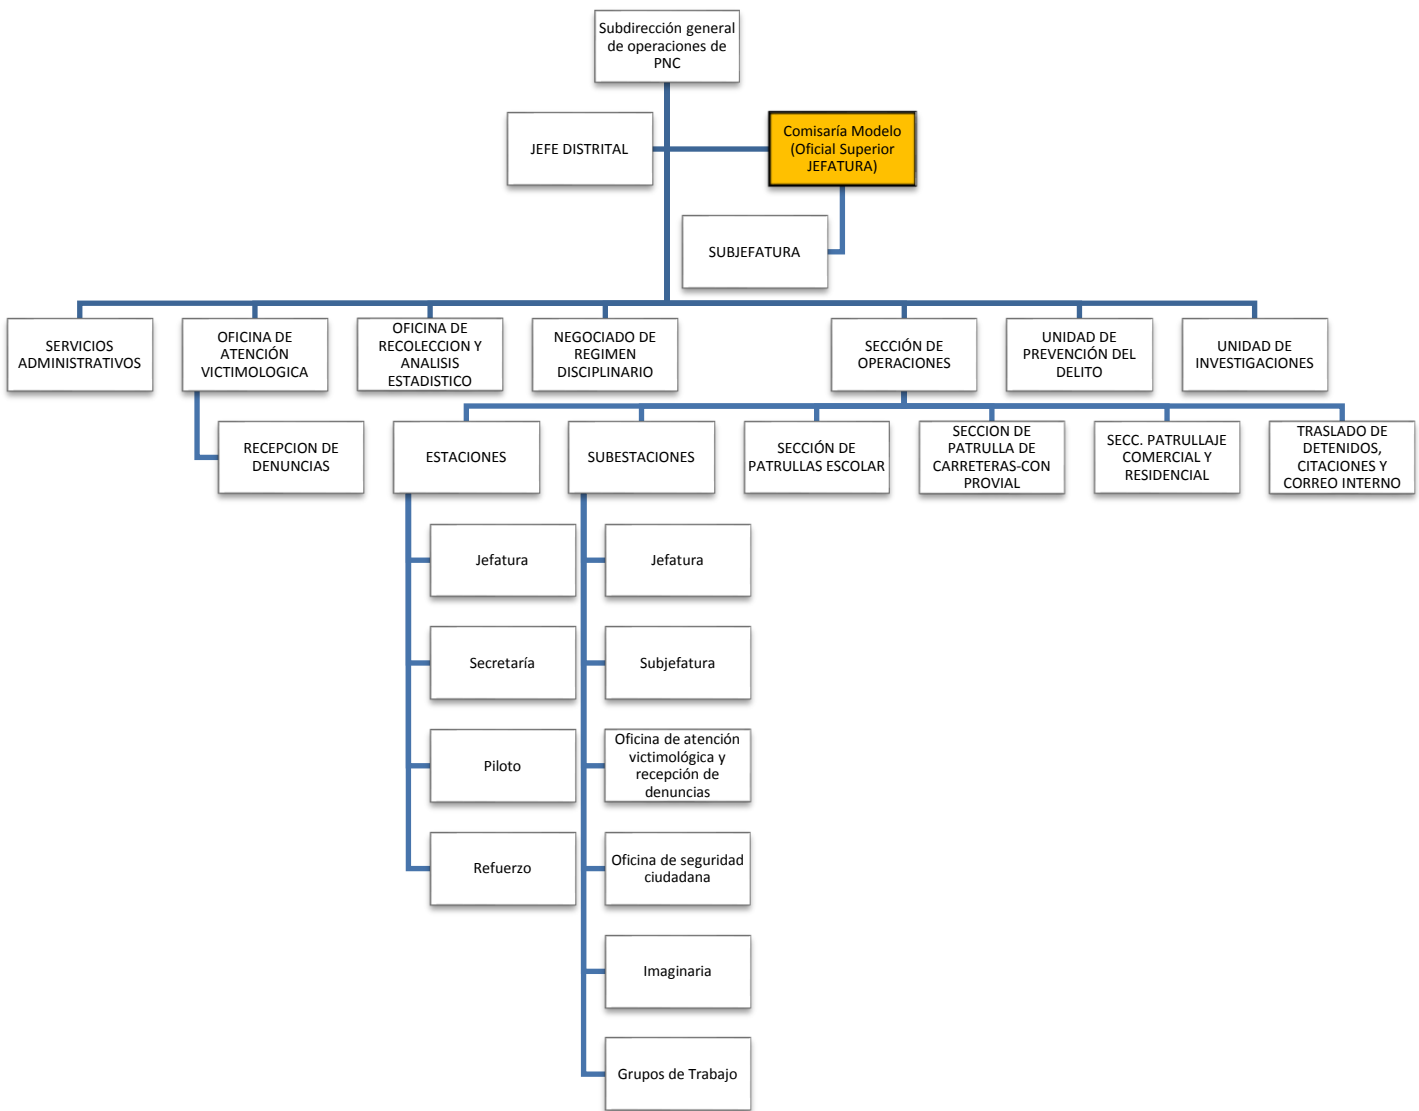 Subdirección general
de operaciones de
PNC
JEFE DISTRITAL
Comisaría Modelo
(Oficial Superior
JEFATURA)
SUBJEFATURA
SERVICIOS
ADMINISTRATIVOS
OFICINA DE
ATENCIÓN
VICTIMOLOGICA
OFICINA DE
RECOLECCION Y
ANALISIS
ESTADISTICO
NEGOCIADO DE
REGIMEN
DISCIPLINARIO
SECCIÓN DE
OPERACIONES
UNIDAD DE
PREVENCIÓN DEL
DELITO
UNIDAD DE
INVESTIGACIONES
RECEPCION DE
DENUNCIAS
ESTACIONES
SUBESTACIONES
SECCIÓN DE
PATRULLAS ESCOLAR
SECCION DE
PATRULLA DE
CARRETERAS-CON
PROVIAL
SECC. PATRULLAJE
COMERCIAL Y
RESIDENCIAL
TRASLADO DE
DETENIDOS,
CITACIONES Y
CORREO INTERNO
Jefatura
Secretaría
Piloto
Refuerzo
Jefatura
Subjefatura
Oficina de atención
victimológica y
recepción de
denuncias
Oficina de seguridad
ciudadana
Imaginaria
Grupos de Trabajo